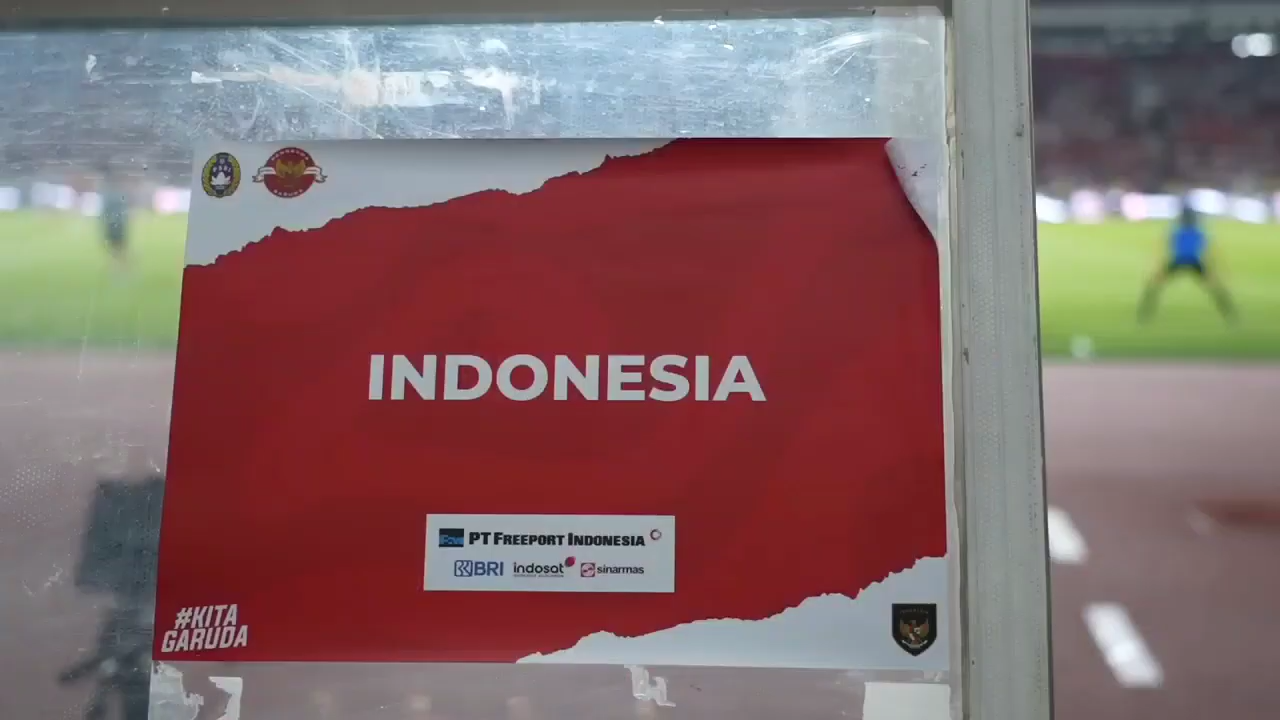 INDONESIA
PT FREEPORT INDONESIA
BRI indosat sinarmas
#KITA
GARUDA